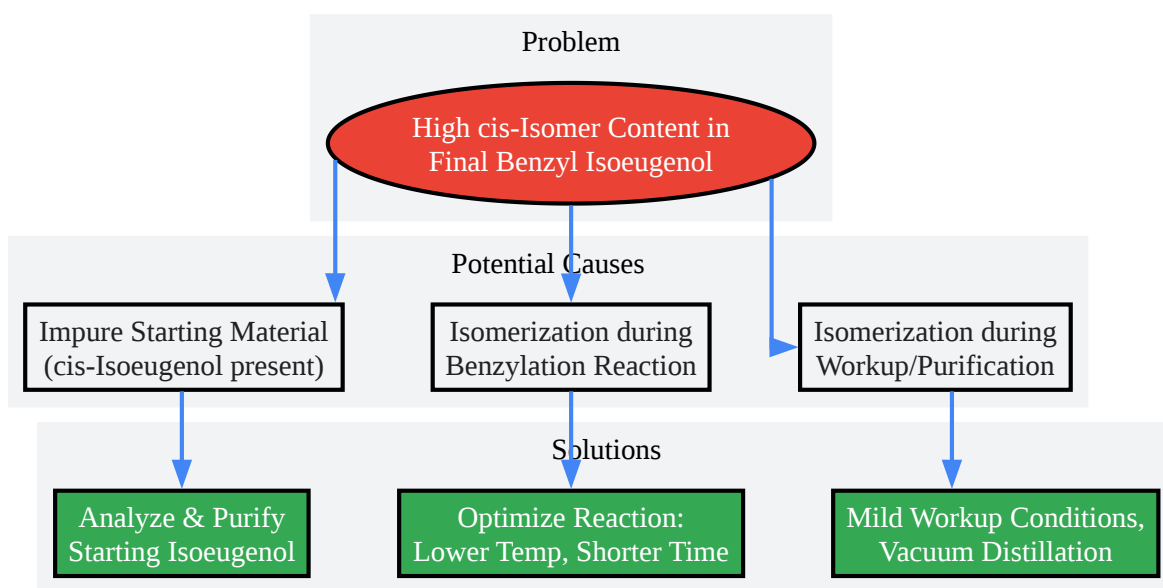 Problem
High cis-Isomer Content in
Final Benzyl Isoeugenol
Potential Causes
Impure Starting Material
(cis-Isoeugenol present)
Isomerization during
Benzylation Reaction
Isomerization during
Workup/Purification
Solutions
Analyze & Purify
Starting Isoeugenol
Optimize Reaction:
Lower Temp, Shorter Time
Mild Workup Conditions,
Vacuum Distillation